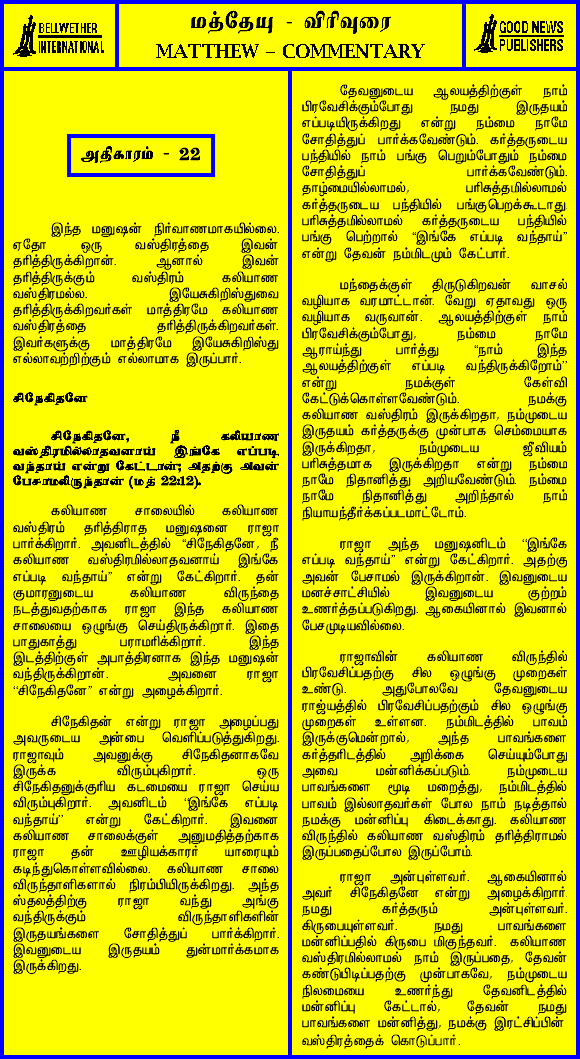 BELLWETHER
INTERNATIONAL
மத்தேயு - விரிவுரை
MATTHEW – COMMENTARY
GOOD NEWS
PUBLISHERS
அதிகாரம் - 22
இந்த மனுஷன் நிர்வாணமாகயில்லை.
ஏதோ ஒரு வஸ்திரத்தை இவன்
தரித்திருக்கிறான். ஆனால் இவன்
தரித்திருக்கும் வஸ்திரம் கலியாண
வஸ்திரமல்ல. இயேசுகிறிஸ்துவை
தரித்திருக்கிறவர்கள் மாத்திரமே கலியாண
வஸ்திரத்தை தரித்திருக்கிறவர்கள்.
இவர்களுக்கு மாத்திரமே இயேசுகிறிஸ்து
எல்லாவற்றிற்கும் எல்லாமாக இருப்பார்.
சிநேகிதனே
சிநேகிதனே, நீ கலியாண
வஸ்திரமில்லாதவனாய் இங்கே எப்படி
வந்தாய் என்று கேட்டான்; அதற்கு அவன்
பேசாமலிருந்தான் (மத் 22:12).
கலியாண சாலையில் கலியாண
வஸ்திரம் தரித்திராத மனுஷனை ராஜா
பார்க்கிறார். அவனிடத்தில் “சிநேகிதனே, நீ
கலியாண வஸ்திரமில்லாதவனாய் இங்கே
எப்படி வந்தாய்” என்று கேட்கிறார். தன்
குமாரனுடைய கலியாண விருந்தை
நடத்துவதற்காக ராஜா இந்த கலியாண
சாலையை ஒழுங்கு செய்திருக்கிறார். இதை
பாதுகாத்து பராமரிக்கிறார். இந்த
இடத்திற்குள் அபாத்திரனாக இந்த மனுஷன்
வந்திருக்கிறான். அவனை ராஜா
“சிநேகிதனே” என்று அழைக்கிறார்.
சிநேகிதன் என்று ராஜா அழைப்பது
அவருடைய அன்பை வெளிப்படுத்துகிறது.
ராஜாவும் அவனுக்கு சிநேகிதனாகவே
இருக்க விரும்புகிறார். ஒரு
சிநேகிதனுக்குரிய கடமையை ராஜா செய்ய
விரும்புகிறார். அவனிடம் “இங்கே எப்படி
வந்தாய்” என்று கேட்கிறார். இவனை
கலியாண சாலைக்குள் அனுமதித்ததற்காக
ராஜா தன் ஊழியக்காரர் யாரையும்
கடிந்துகொள்ளவில்லை. கலியாண சாலை
விருந்தாளிகளால் நிரம்பியிருக்கிறது. அந்த
ஸ்தலத்திற்கு ராஜா வந்து அங்கு
வந்திருக்கும் விருந்தாளிகளின்
இருதயங்களை சோதித்துப் பார்க்கிறார்.
இவனுடைய இருதயம் துன்மார்க்கமாக
இருக்கிறது.
தேவனுடைய ஆலயத்திற்குள் நாம்
பிரவேசிக்கும்போது நமது இருதயம்
எப்படியிருக்கிறது என்று நம்மை நாமே
சோதித்துப் பார்க்கவேண்டும். கர்த்தருடைய
பந்தியில் நாம் பங்கு பெறும்போதும் நம்மை
சோதித்துப் பார்க்கவேண்டும்.
தாழ்மையில்லாமல், பரிசுத்தமில்லாமல்
கர்த்தருடைய பந்தியில் பங்குபெறக்கூடாது.
பரிசுத்தமில்லாமல் கர்த்தருடைய பந்தியில்
பங்கு பெற்றால் “இங்கே எப்படி வந்தாய்”
என்று தேவன் நம்மிடமும் கேட்பார்.
மந்தைக்குள் திருடுகிறவன் வாசல்
வழியாக வரமாட்டான். வேறு ஏதாவது ஒரு
வழியாக வருவான். ஆலயத்திற்குள் நாம்
பிரவேசிக்கும்போது, நம்மை நாமே
ஆராய்ந்து பார்த்து “நாம் இந்த
ஆலயத்திற்குள் எப்படி வந்திருக்கிறோம்”
என்று நமக்குள் கேள்வி
கேட்டுக்கொள்ளவேண்டும். நமக்கு
கலியாண வஸ்திரம் இருக்கிறதா, நம்முடைய
இருதயம் கர்த்தருக்கு முன்பாக செம்மையாக
இருக்கிறதா, நம்முடைய ஜீவியம்
பரிசுத்தமாக இருக்கிறதா என்று நம்மை
நாமே நிதானித்து அறியவேண்டும். நம்மை
நாமே நிதானித்து அறிந்தால் நாம்
நியாயந்தீர்க்கப்படமாட்டோம்.
ராஜா அந்த மனுஷனிடம் “இங்கே
எப்படி வந்தாய்” என்று கேட்கிறார். அதற்கு
அவன் பேசாமல் இருக்கிறான். இவனுடைய
மனச்சாட்சியில் இவனுடைய குற்றம்
உணர்த்தப்படுகிறது. ஆகையினால் இவனால்
பேசமுடியவில்லை.
ராஜாவின் கலியாண விருந்தில்
பிரவேசிப்பதற்கு சில ஒழுங்கு முறைகள்
உண்டு. அதுபோலவே தேவனுடைய
ராஜ்யத்தில் பிரவேசிப்பதற்கும் சில ஒழுங்கு
முறைகள் உள்ளன. நம்மிடத்தில் பாவம்
இருக்குமென்றால், அந்த பாவங்களை
கர்த்தரிடத்தில் அறிக்கை செய்யும்போது
அவை மன்னிக்கப்படும். நம்முடைய
பாவங்களை மூடி மறைத்து, நம்மிடத்தில்
பாவம் இல்லாதவர்கள் போல நாம் நடித்தால்
நமக்கு மன்னிப்பு கிடைக்காது. கலியாண
விருந்தில் கலியாண வஸ்திரம் தரித்திராமல்
இருப்பதைப்போல இருப்போம்.
ராஜா அன்புள்ளவர். ஆகையினால்
அவர் சிநேகிதனே என்று அழைக்கிறார்.
நமது கர்த்தரும் அன்புள்ளவர்.
கிருபையுள்ளவர். நமது பாவங்களை
மன்னிப்பதில் கிருபை மிகுந்தவர். கலியாண
வஸ்திரமில்லாமல் நாம் இருப்பதை, தேவன்
கண்டுபிடிப்பதற்கு முன்பாகவே, நம்முடைய
நிலமையை உணர்ந்து தேவனிடத்தில்
மன்னிப்பு கேட்டால், தேவன் நமது
பாவங்களை மன்னித்து, நமக்கு இரட்சிப்பின்
வஸ்திரத்தைக் கொடுப்பார்.